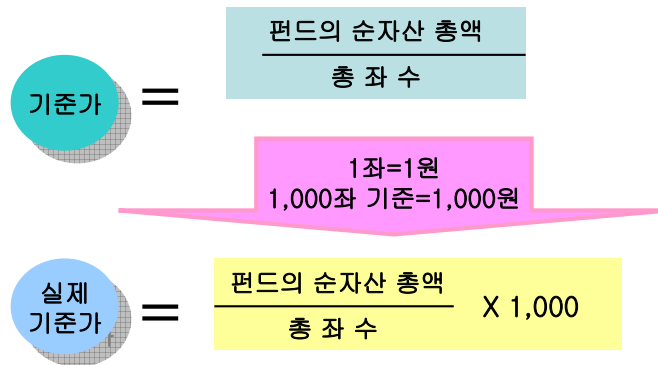 펀드의 순자산 총액
기준가 =
총 좌 수
1좌=1원
1,000좌 기준=1,000원
실제
기준가
=
펀드의 순자산 총액
총 좌 수
X 1,000